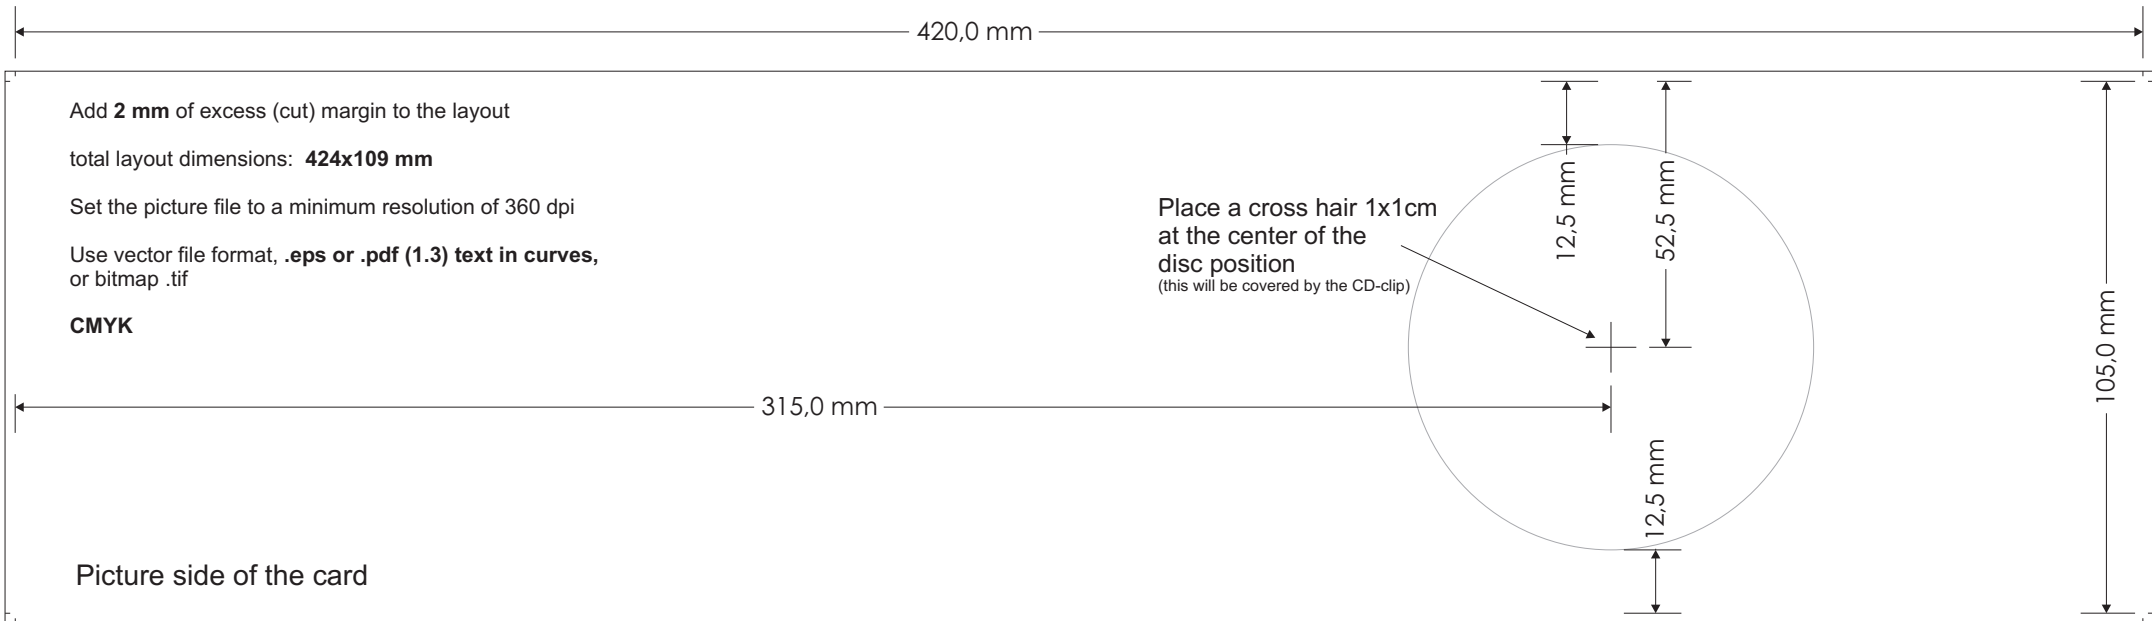 420,0 mm
Add 2 mm of excess (cut) margin to the layout
total layout dimensions: 424x109 mm
Set the picture file to a minimum resolution of 360 dpi
Use vector file format, .eps or .pdf (1.3) text in curves,
or bitmap .tif
CMYK
Place a cross hair 1x1cm
at the center of the
disc position
(this will be covered by the CD-clip)
12,5 mm
52,5 mm
105,0 mm
315,0 mm
12,5 mm
Picture side of the card